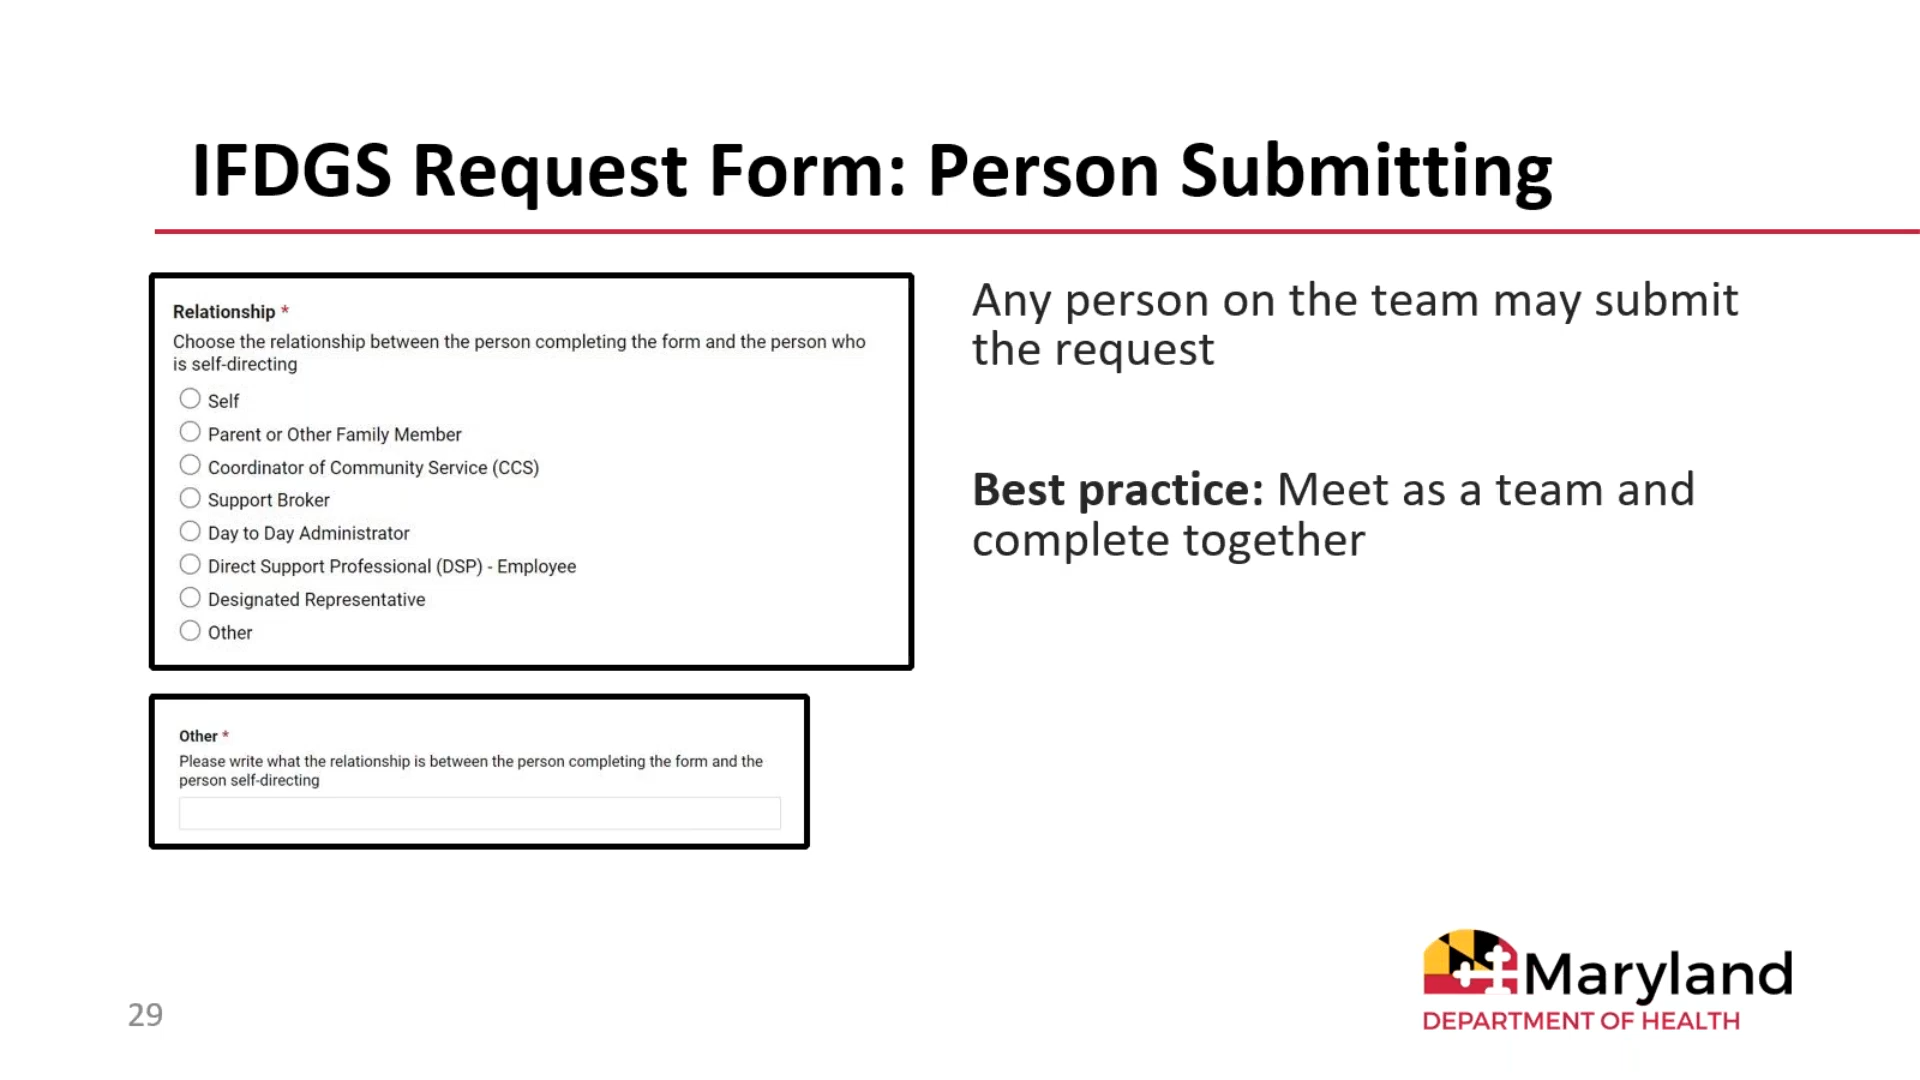 IFDGS Request Form: Person Submitting
Relationship *
Choose the relationship between the person completing the form and the person who
is self-directing
Self
Parent or Other Family Member
Coordinator of Community Service (CCS)
Support Broker
Day to Day Administrator
Direct Support Professional (DSP) - Employee
Designated Representative
Other
Other *
Please write what the relationship is between the person completing the form and the
person self-directing
Any person on the team may submit
the request
Best practice: Meet as a team and
complete together
29
Maryland
DEPARTMENT OF HEALTH